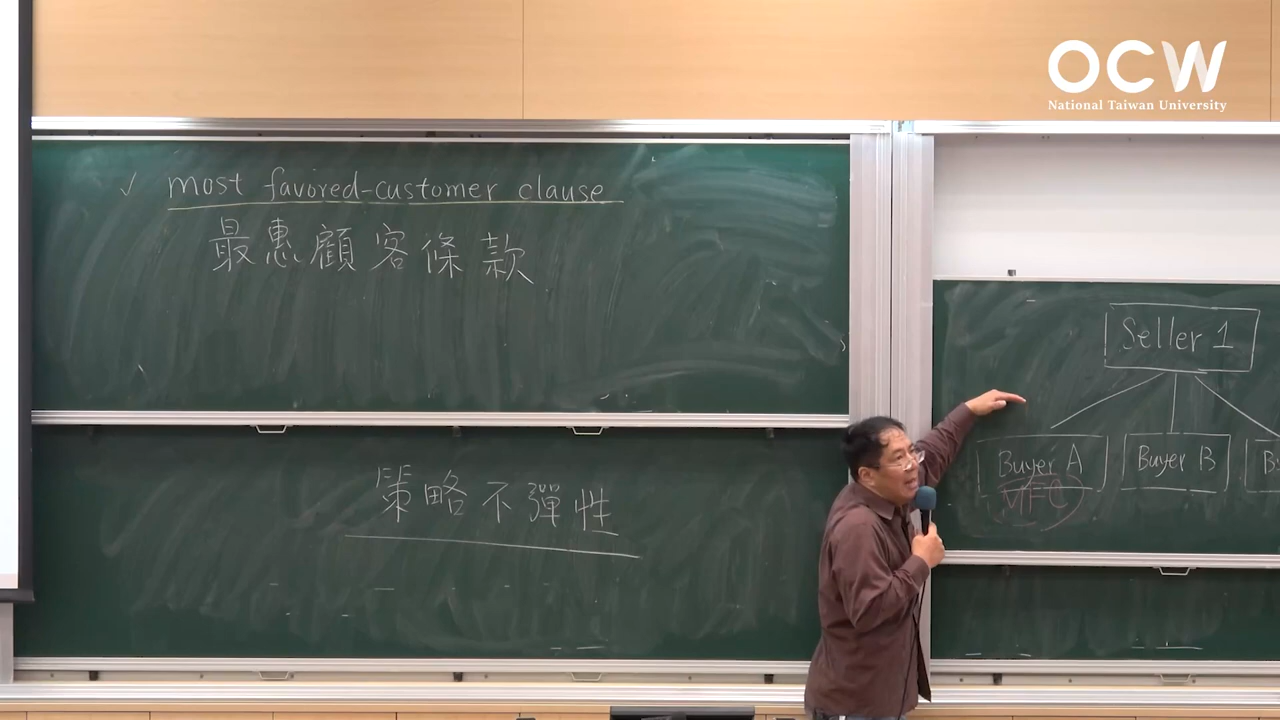 OCW
National Taiwan University
✓ most favored-customer clause
最惠顧客條款
策略不彈性
Seller 1
Buyer A
Buyer B
MFC